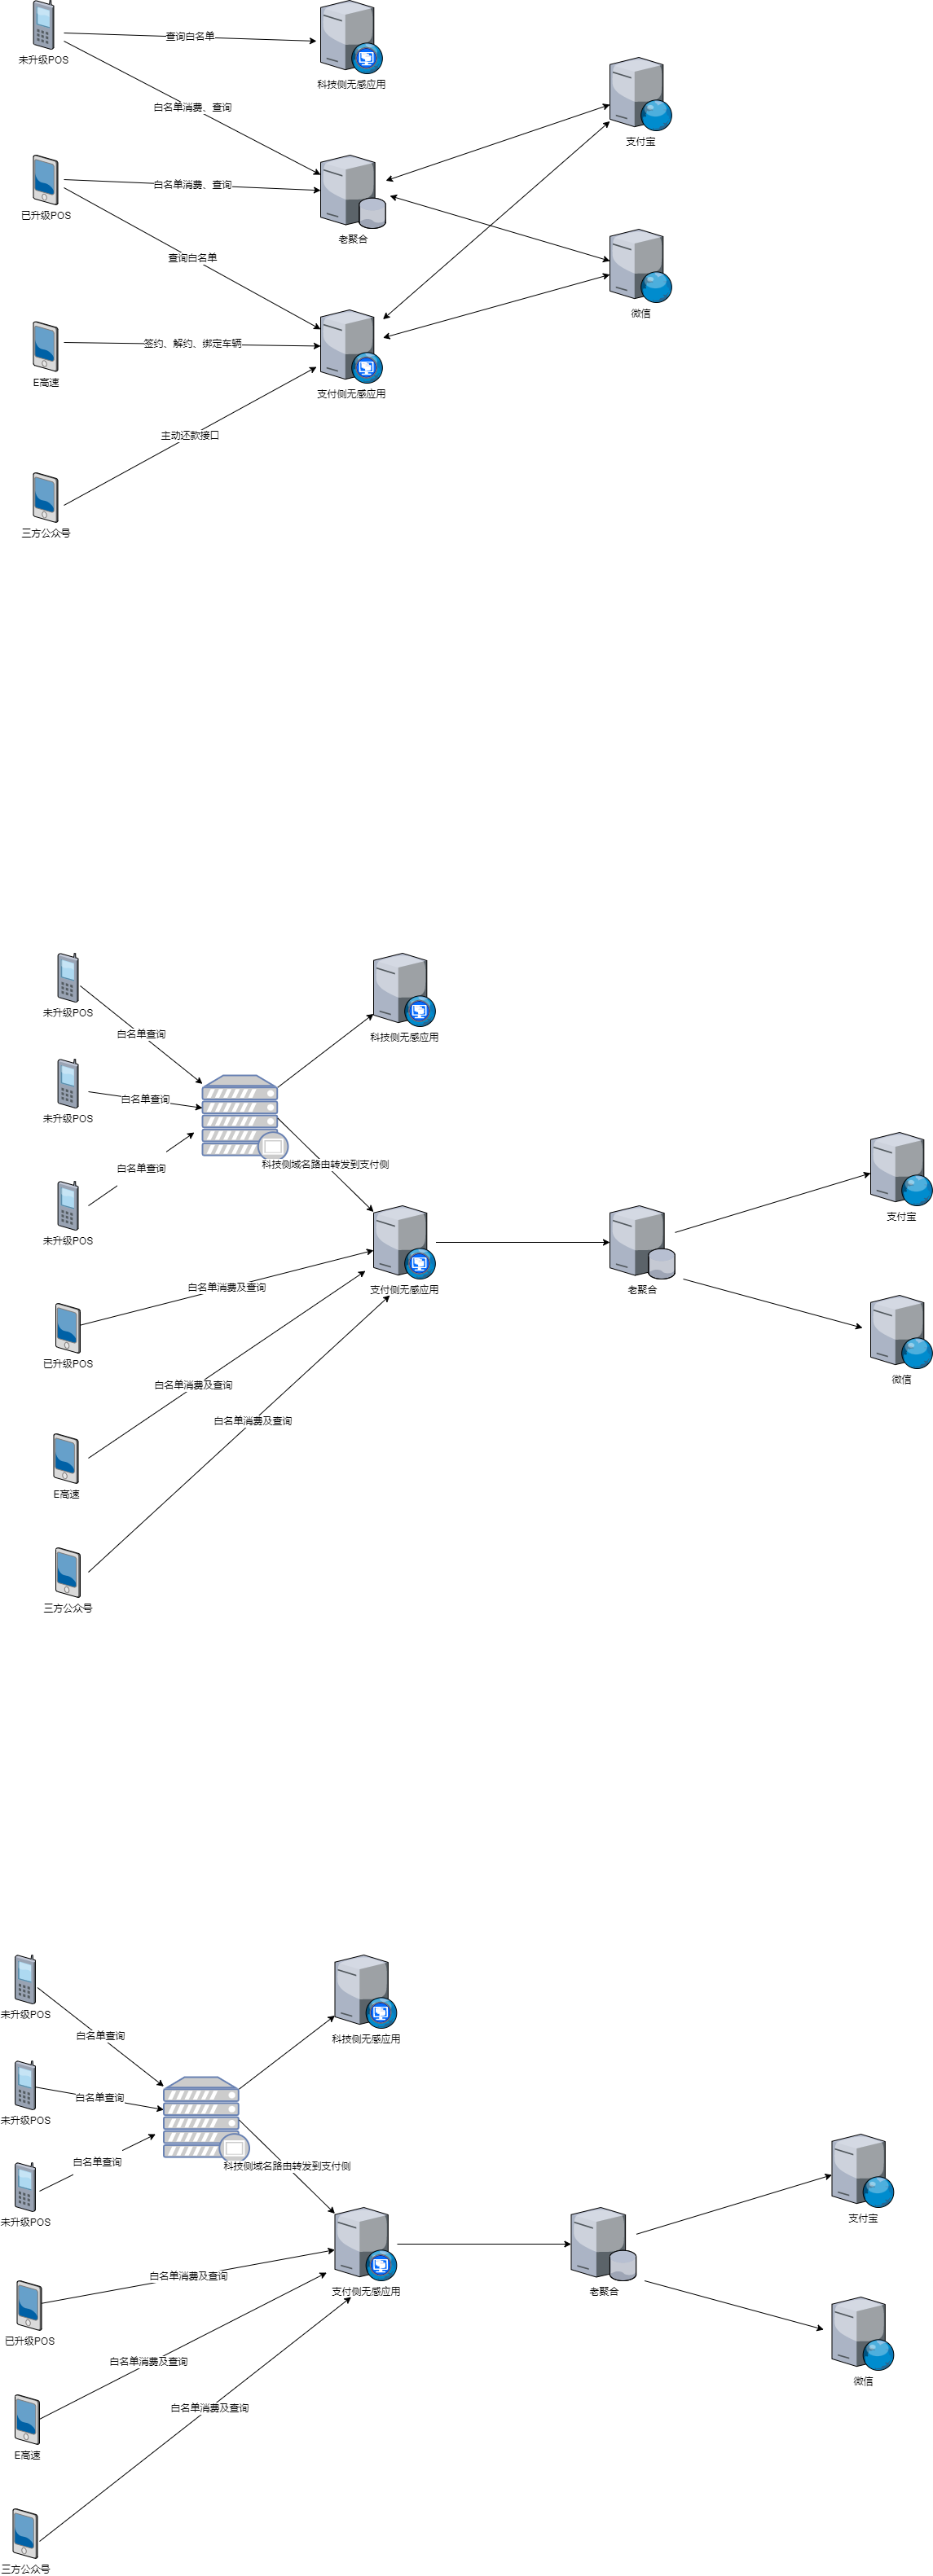 未升级POS
查询白名单
科技侧无感应用
白名单消费、查询
支付宝
已升级POS
白名单消费、查询
老聚合
查询白名单
微信
E高速
签约、解约、绑定车辆
支付侧无感应用
主动还款接口
三方公众号
未升级POS
白名单查询
科技侧无感应用
未升级POS
白名单查询
白名单查询
科技侧域名路由转发到支付侧
未升级POS
支付宝
白名单消费及查询
支付侧无感应用
老聚合
已升级POS
微信
白名单消费及查询
白名单消费及查询
E高速
三方公众号
未升级POS
白名单查询
科技侧无感应用
未升级POS
白名单查询
白名单查询
科技侧域名路由转发到支付侧
未升级POS
支付宝
白名单消费及查询
支付侧无感应用
老聚合
已升级POS
白名单消费及查询
微信
白名单消费及查询
E高速
三方公众号